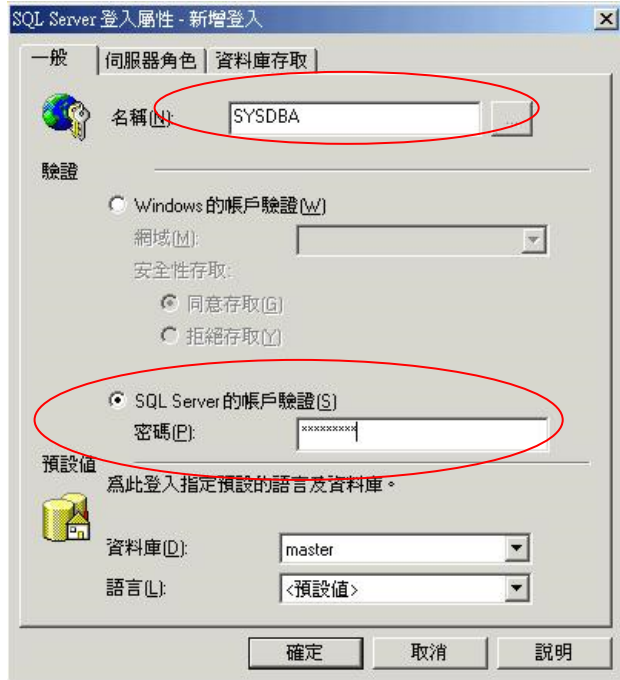 SQL Server 登入屬性 - 新增登入
一般 伺服器角色 資料庫存取
名稱(N): SYSDBA ...
驗證
Windows 的帳戶驗證(W)
網域(M):
安全性存取:
同意存取(G)
拒絕存取(Y)
SQL Server 的帳戶驗證(S)
密碼(P): *********
預設值
為此登入指定預設的語言及資料庫。
資料庫(D): master
語言(L): <預設值>
確定 取消 說明